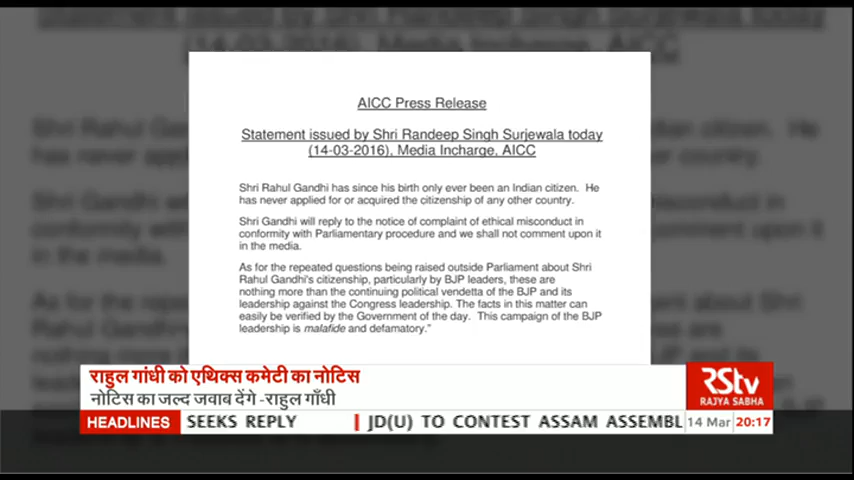 AICC Press Release
Statement issued by Shri Randeep Singh Surjewala today
(14-03-2016), Media Incharge, AICC
Shri Rahul Gandhi has since his birth only ever been an Indian citizen. He
has never applied for or acquired the citizenship of any other country.
Shri Gandhi will reply to the notice of complaint of ethical misconduct in
conformity with Parliamentary procedure and we shall not comment upon it
in the media.
As for the repeated questions being raised outside Parliament about Shri
Rahul Gandhi's citizenship, particularly by BJP leaders, these are
nothing more than the continuing political vendetta of the BJP and its
leadership against the Congress leadership. The facts in this matter can
easily be verified by the Government of the day. This campaign of the BJP
leadership is malafide and defamatory."
राहुल गांधी को एथिक्स कमेटी का नोटिस
नोटिस का जल्द जवाब देंगे -राहुल गाँधी
RStv
RAJYA SABHA
HEADLINES SEEKS REPLY JD(U) TO CONTEST ASSAM ASSEMBL 14 Mar 20:17